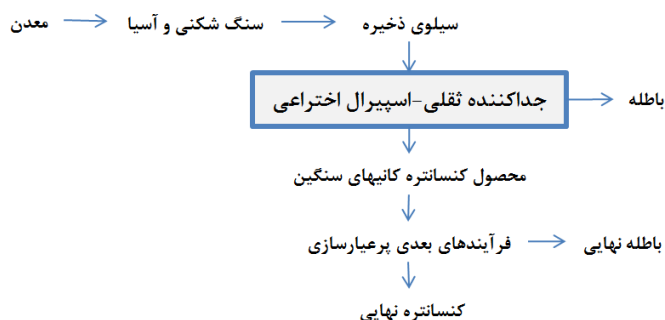 معدن
سنگ شکنی و آسیا
سیلوی ذخیره
جداکننده ثقلی-اسپیرال اختراعی
باطله
محصول کنسانتره کانیهای سنگین
فرآیندهای بعدی پرعیارسازی
باطله نهایی
کنسانتره نهایی